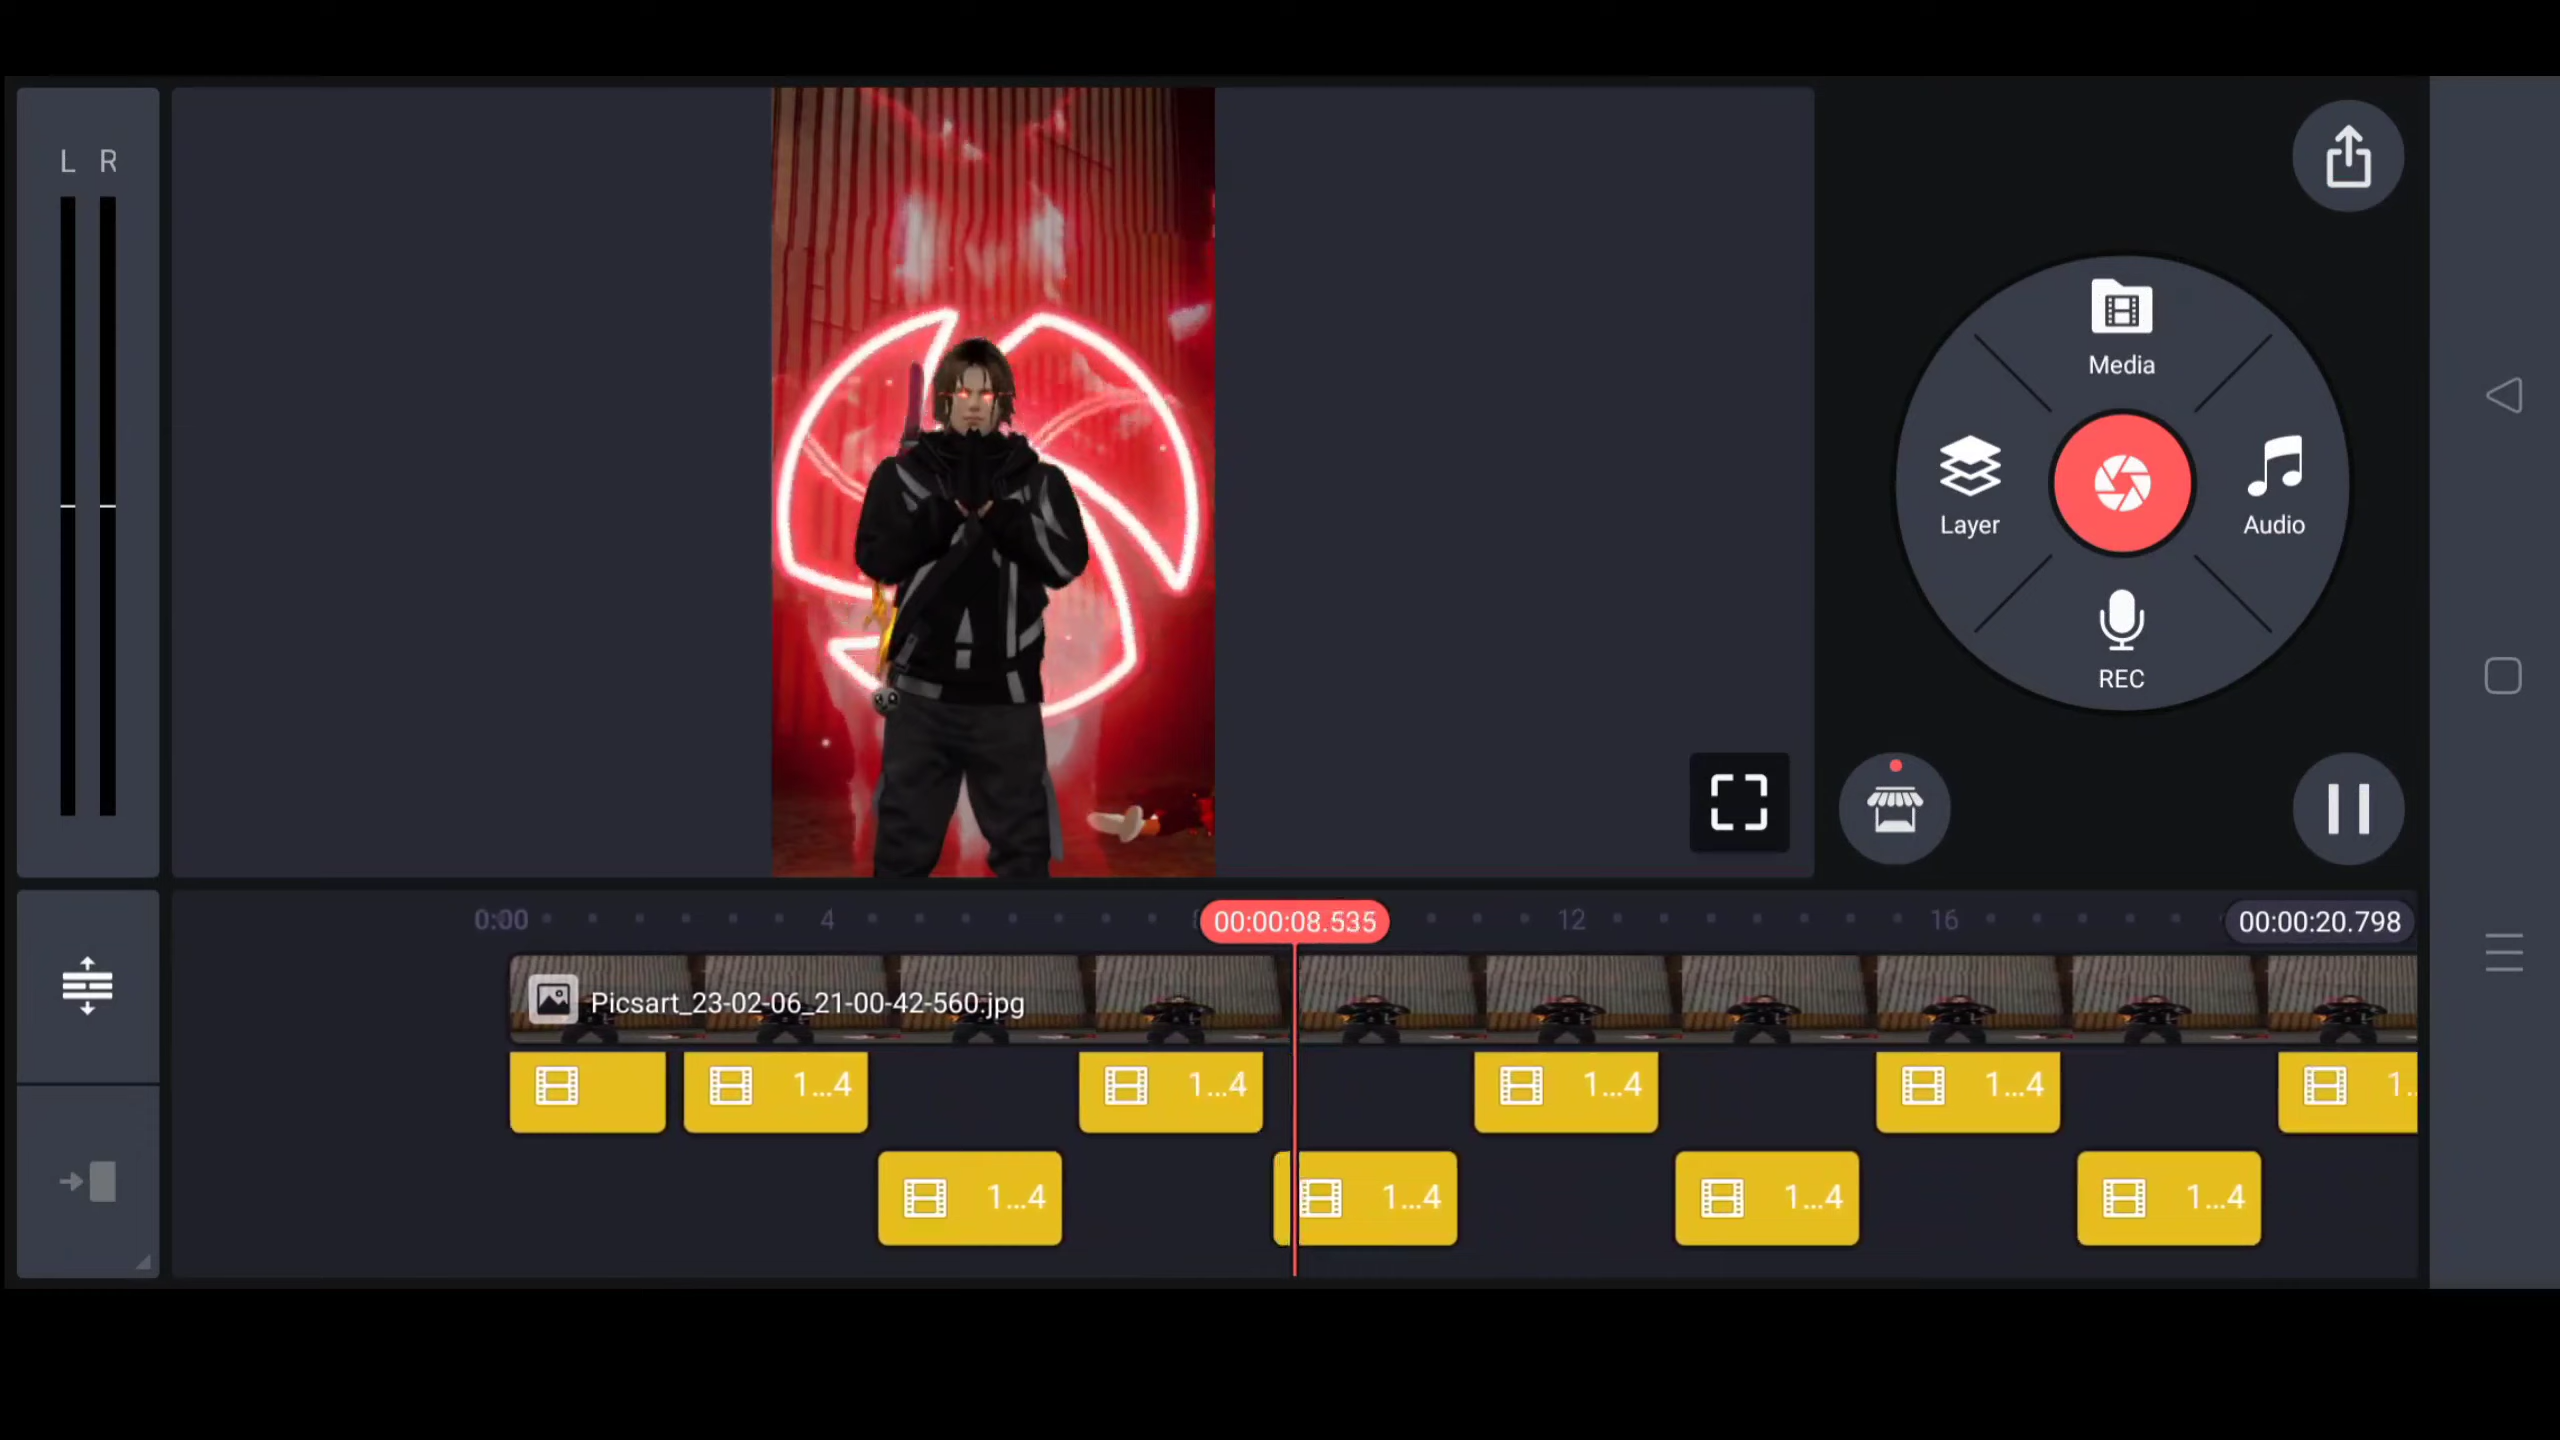 L R
Media
Layer
Audio
REC
0:00
4
00:00:08.535
12
16
00:00:20.798
Picsart_23-02-06_21-00-42-560.jpg
1...4
1...4
1...4
1...4
1...
1...4
1...4
1...4
1...4